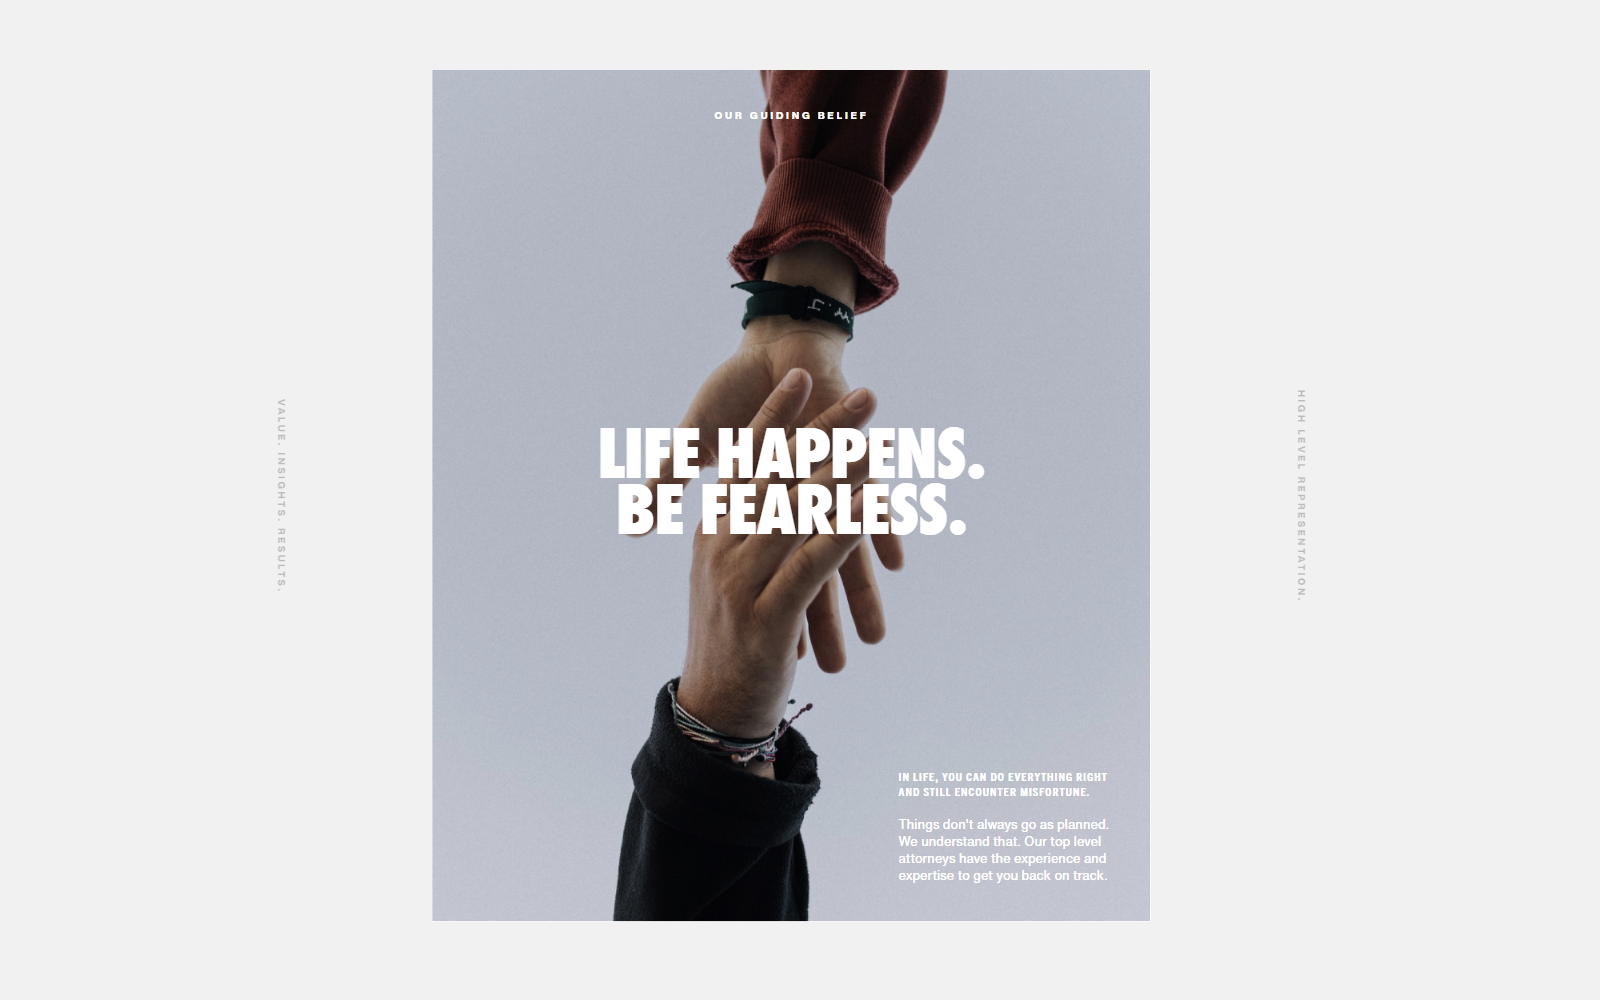 OUR GUIDING BELIEF
VALUE. INSIGHTS. RESULTS.
HIGH LEVEL REPRESENTATION.
LIFE HAPPENS.
BE FEARLESS.
IN LIFE, YOU CAN DO EVERYTHING RIGHT
AND STILL ENCOUNTER MISFORTUNE.
Things don't always go as planned.
We understand that. Our top level
attorneys have the experience and
expertise to get you back on track.